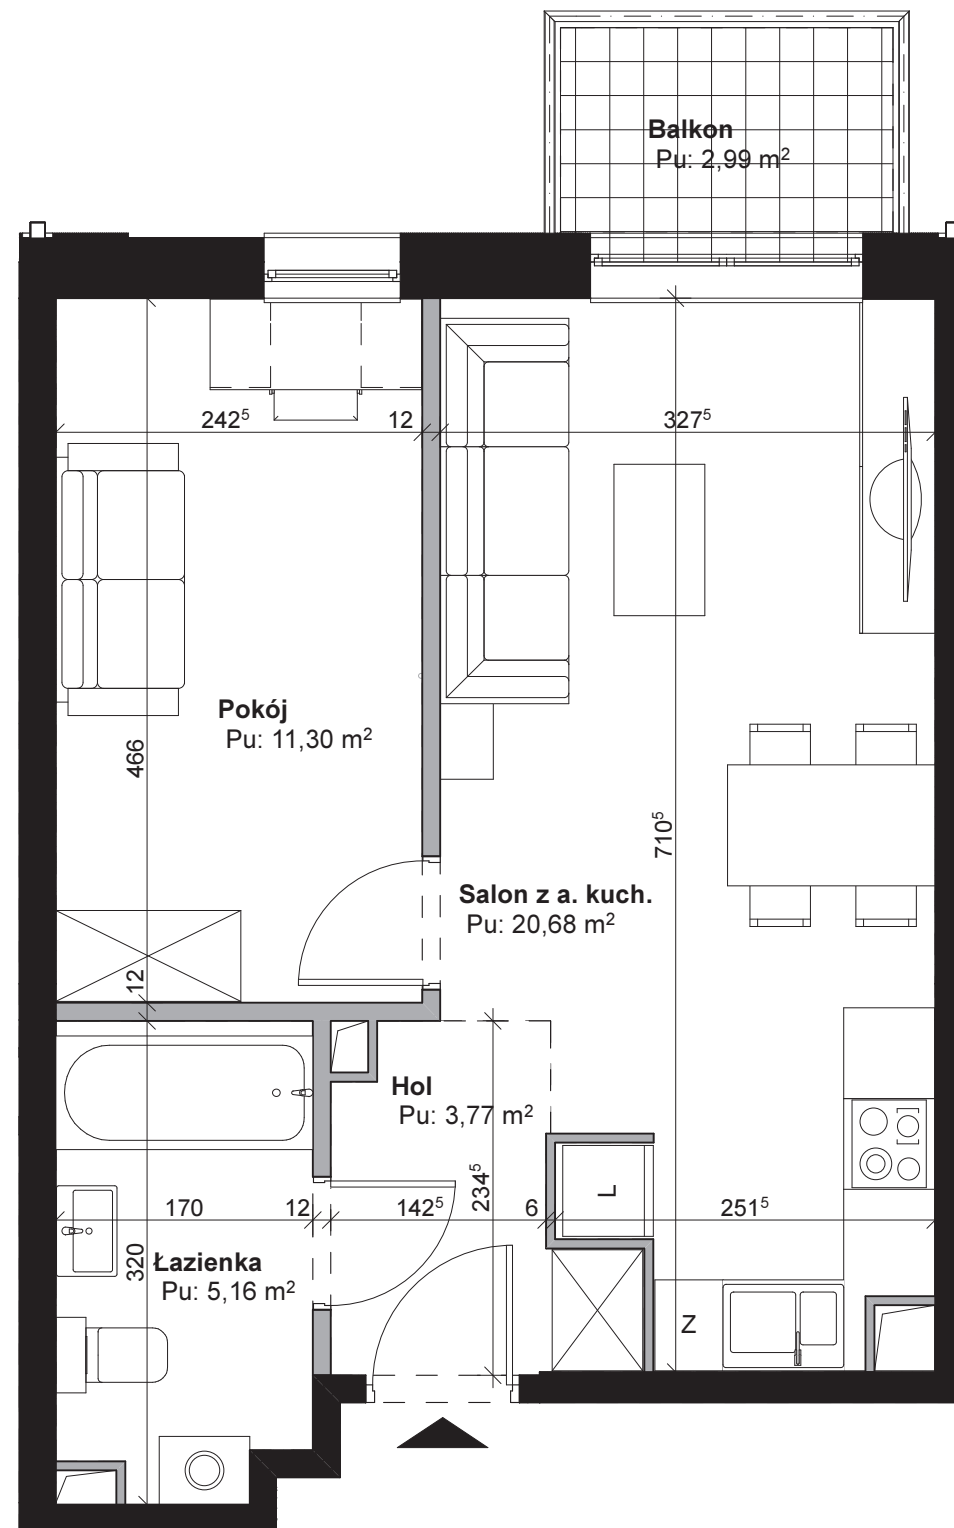 Balkon
Pu: 2,99 m²
242⁵
12
327⁵
Pokój
Pu: 11,30 m²
466
710⁵
Salon z a. kuch.
Pu: 20,68 m²
12
Hol
Pu: 3,77 m²
234⁵
L
170
12
142⁵
6
251⁵
320
Łazienka
Pu: 5,16 m²
Z